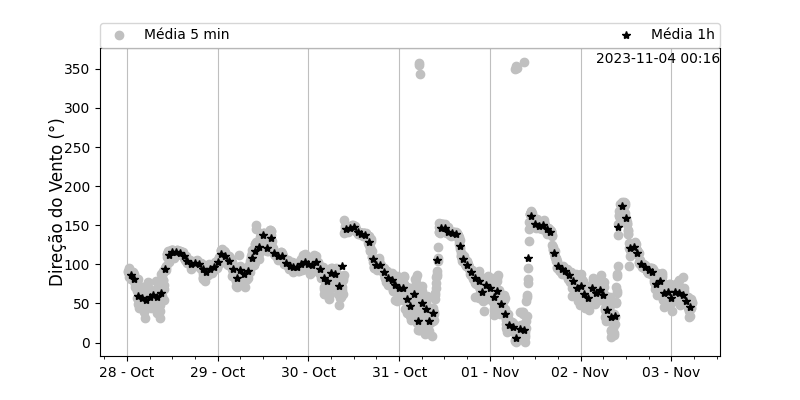 Média 5 min
Média 1h
2023-11-04 00:16
Direção do Vento (°)
350
300
250
200
150
100
50
0
28 - Oct
29 - Oct
30 - Oct
31 - Oct
01 - Nov
02 - Nov
03 - Nov